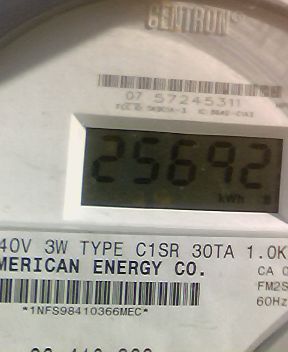 CENTRON®
07 57245311
25692
kWh
40V 3W TYPE C1SR 30TA 1.0K
MERICAN ENERGY CO.
CA 0
FM2S
60Hz
*1NFS98410366MEC*